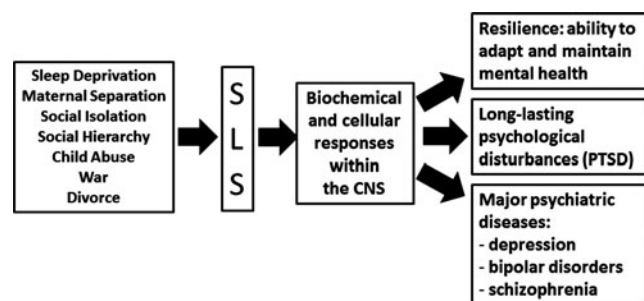 Sleep Deprivation
Maternal Separation
Social Isolation
Social Hierarchy
Child Abuse
War
Divorce
S
L
S
Biochemical
and cellular
responses
within
the CNS
Resilience: ability to
adapt and maintain
mental health
Long-lasting
psychological
disturbances (PTSD)
Major psychiatric
diseases:
- depression
- bipolar disorders
- schizophrenia